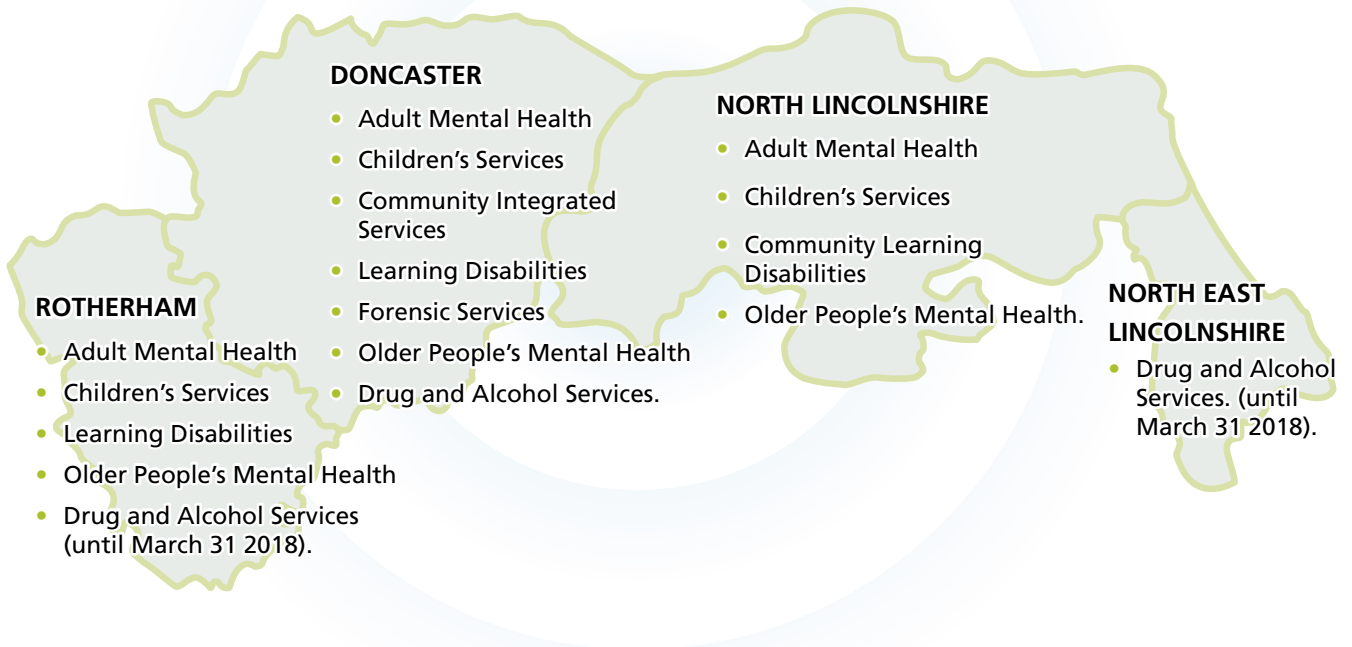 DONCASTER
• Adult Mental Health
• Children's Services
• Community Integrated
Services
• Learning Disabilities
• Forensic Services
• Older People's Mental Health
• Drug and Alcohol Services.
NORTH LINCOLNSHIRE
• Adult Mental Health
• Children's Services
• Community Learning
Disabilities
• Older People's Mental Health.
ROTHERHAM
• Adult Mental Health
• Children's Services
• Learning Disabilities
• Older People's Mental Health
• Drug and Alcohol Services
(until March 31 2018).
NORTH EAST
LINCOLNSHIRE
• Drug and Alcohol
Services. (until
March 31 2018).